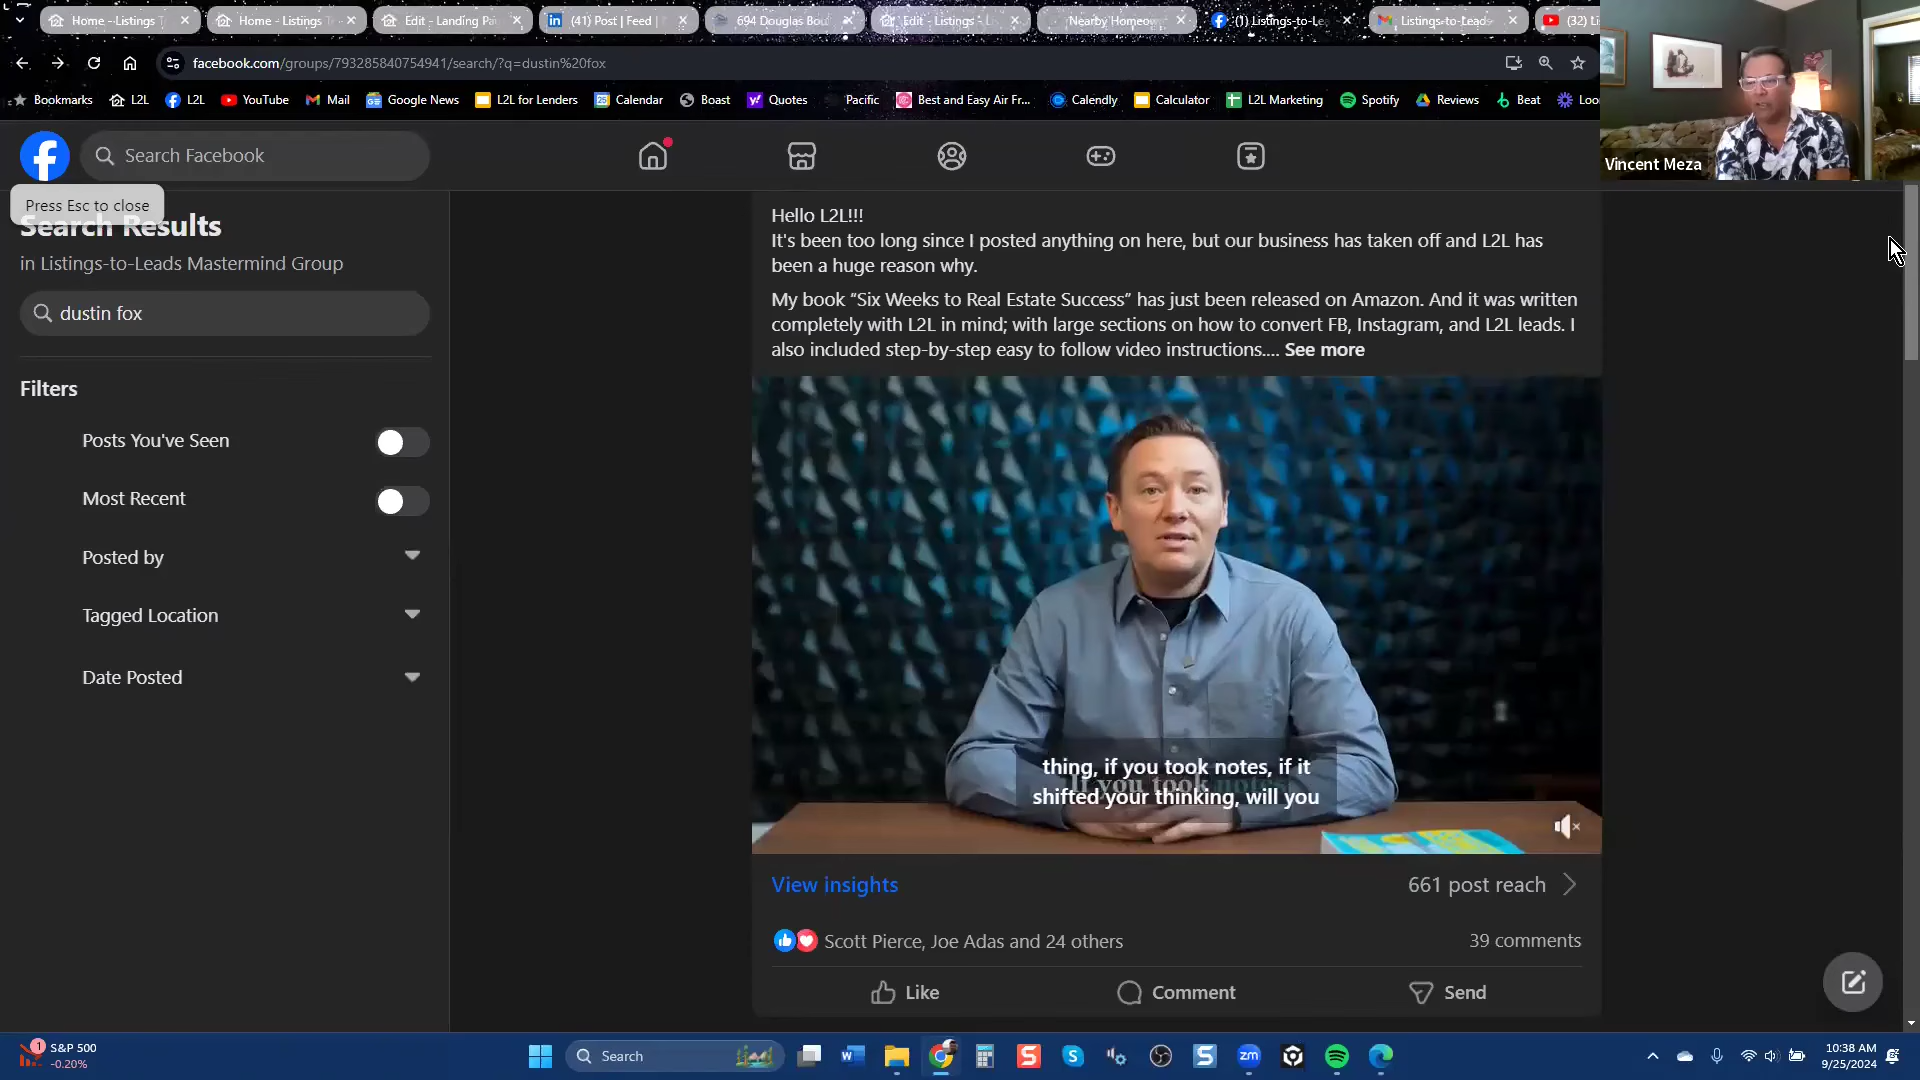 Home - Listings T
Home - Listings T
Edit - Landing Pa
(41) Post | Feed |
694 Douglas Bou
Edit - Listings - L
Nearby Homeow
(1) Listings-to-Le
Listings-to-Leads
(32) Li
facebook.com/groups/793285840754941/search/?q=dustin%20fox
Bookmarks
L2L
L2L
YouTube
Mail
Google News
L2L for Lenders
Calendar
Boast
Quotes
Pacific
Best and Easy Air Fr...
Calendly
Calculator
L2L Marketing
Spotify
Reviews
Beat
Loo
Vincent Meza
Search Facebook
Press Esc to close
Search Results
in Listings-to-Leads Mastermind Group
dustin fox
Filters
Posts You've Seen
Most Recent
Posted by
Tagged Location
Date Posted
Hello L2L!!!
It's been too long since I posted anything on here, but our business has taken off and L2L has
been a huge reason why.
My book “Six Weeks to Real Estate Success” has just been released on Amazon. And it was written
completely with L2L in mind; with large sections on how to convert FB, Instagram, and L2L leads. I
also included step-by-step easy to follow video instructions.... See more
thing, if you took notes, if it
If you took notes
shifted your thinking, will you
View insights
661 post reach
Scott Pierce, Joe Adas and 24 others
39 comments
Like
Comment
Send
1
S&P 500
-0.20%
Search
zm
10:38 AM
9/25/2024